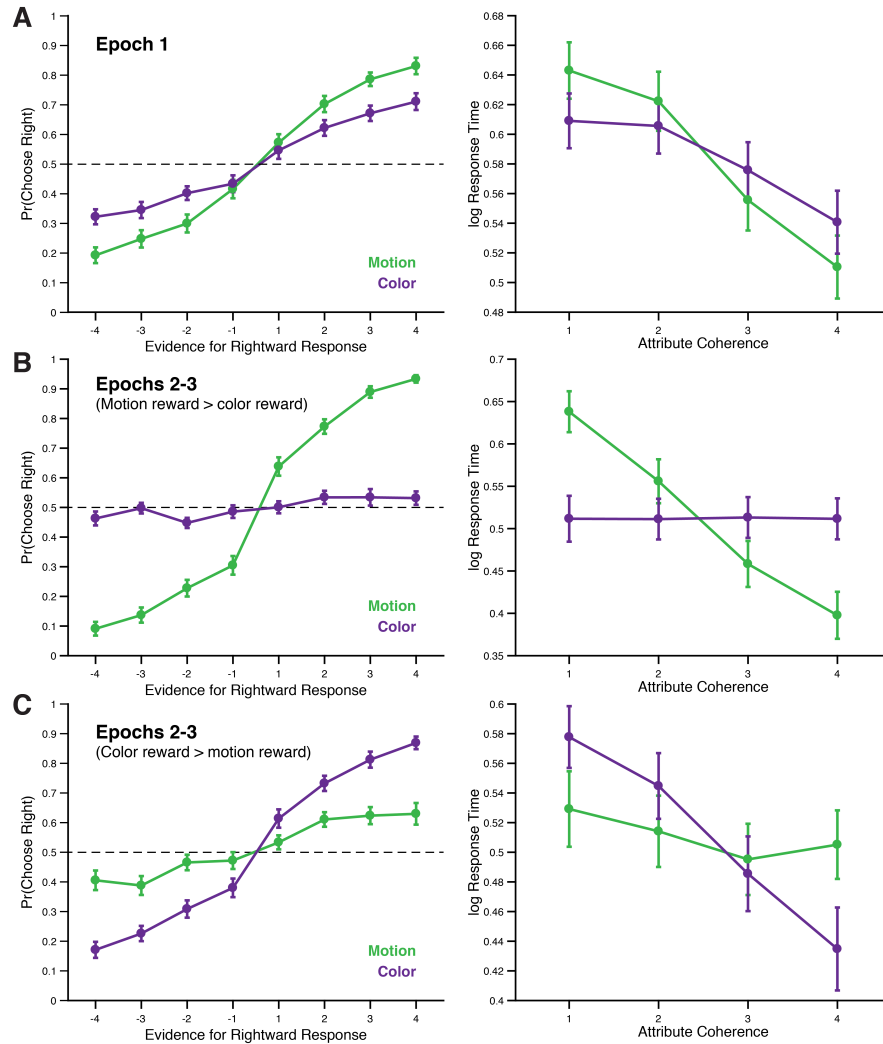 A
Epoch 1
Pr(Choose Right)
1
0.9
0.8
0.7
0.6
0.5
0.4
0.3
0.2
0.1
0
-4 -3 -2 -1 1 2 3 4
Evidence for Rightward Response
Motion
Color
log Response Time
0.68
0.66
0.64
0.62
0.6
0.58
0.56
0.54
0.52
0.5
0.48
1 2 3 4
Attribute Coherence
B
Epochs 2-3
(Motion reward > color reward)
Pr(Choose Right)
1
0.9
0.8
0.7
0.6
0.5
0.4
0.3
0.2
0.1
0
-4 -3 -2 -1 1 2 3 4
Evidence for Rightward Response
Motion
Color
log Response Time
0.7
0.65
0.6
0.55
0.5
0.45
0.4
0.35
1 2 3 4
Attribute Coherence
C
Epochs 2-3
(Color reward > motion reward)
Pr(Choose Right)
1
0.9
0.8
0.7
0.6
0.5
0.4
0.3
0.2
0.1
0
-4 -3 -2 -1 1 2 3 4
Evidence for Rightward Response
Motion
Color
log Response Time
0.6
0.58
0.56
0.54
0.52
0.5
0.48
0.46
0.44
0.42
0.4
1 2 3 4
Attribute Coherence